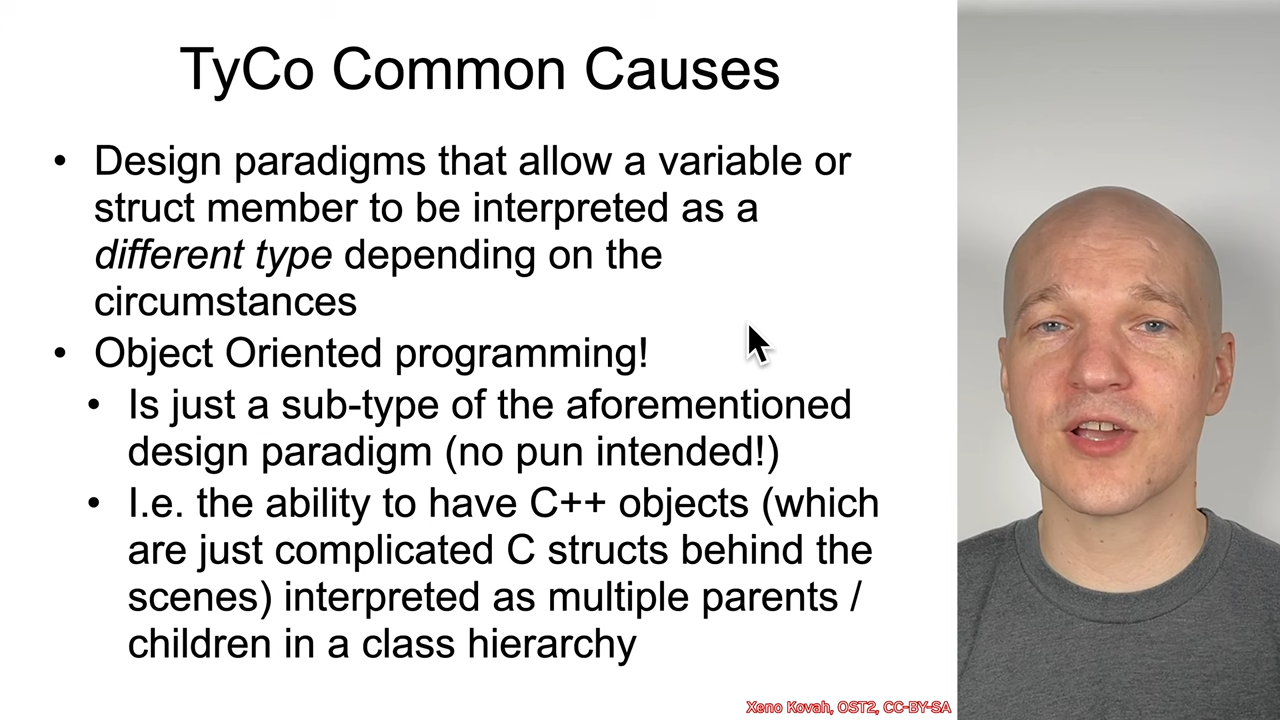 TyCo Common Causes
• Design paradigms that allow a variable or
struct member to be interpreted as a
different type depending on the
circumstances
• Object Oriented programming!
• Is just a sub-type of the aforementioned
design paradigm (no pun intended!)
• I.e. the ability to have C++ objects (which
are just complicated C structs behind the
scenes) interpreted as multiple parents /
children in a class hierarchy
Xeno Kovah, OST2, CC-BY-SA